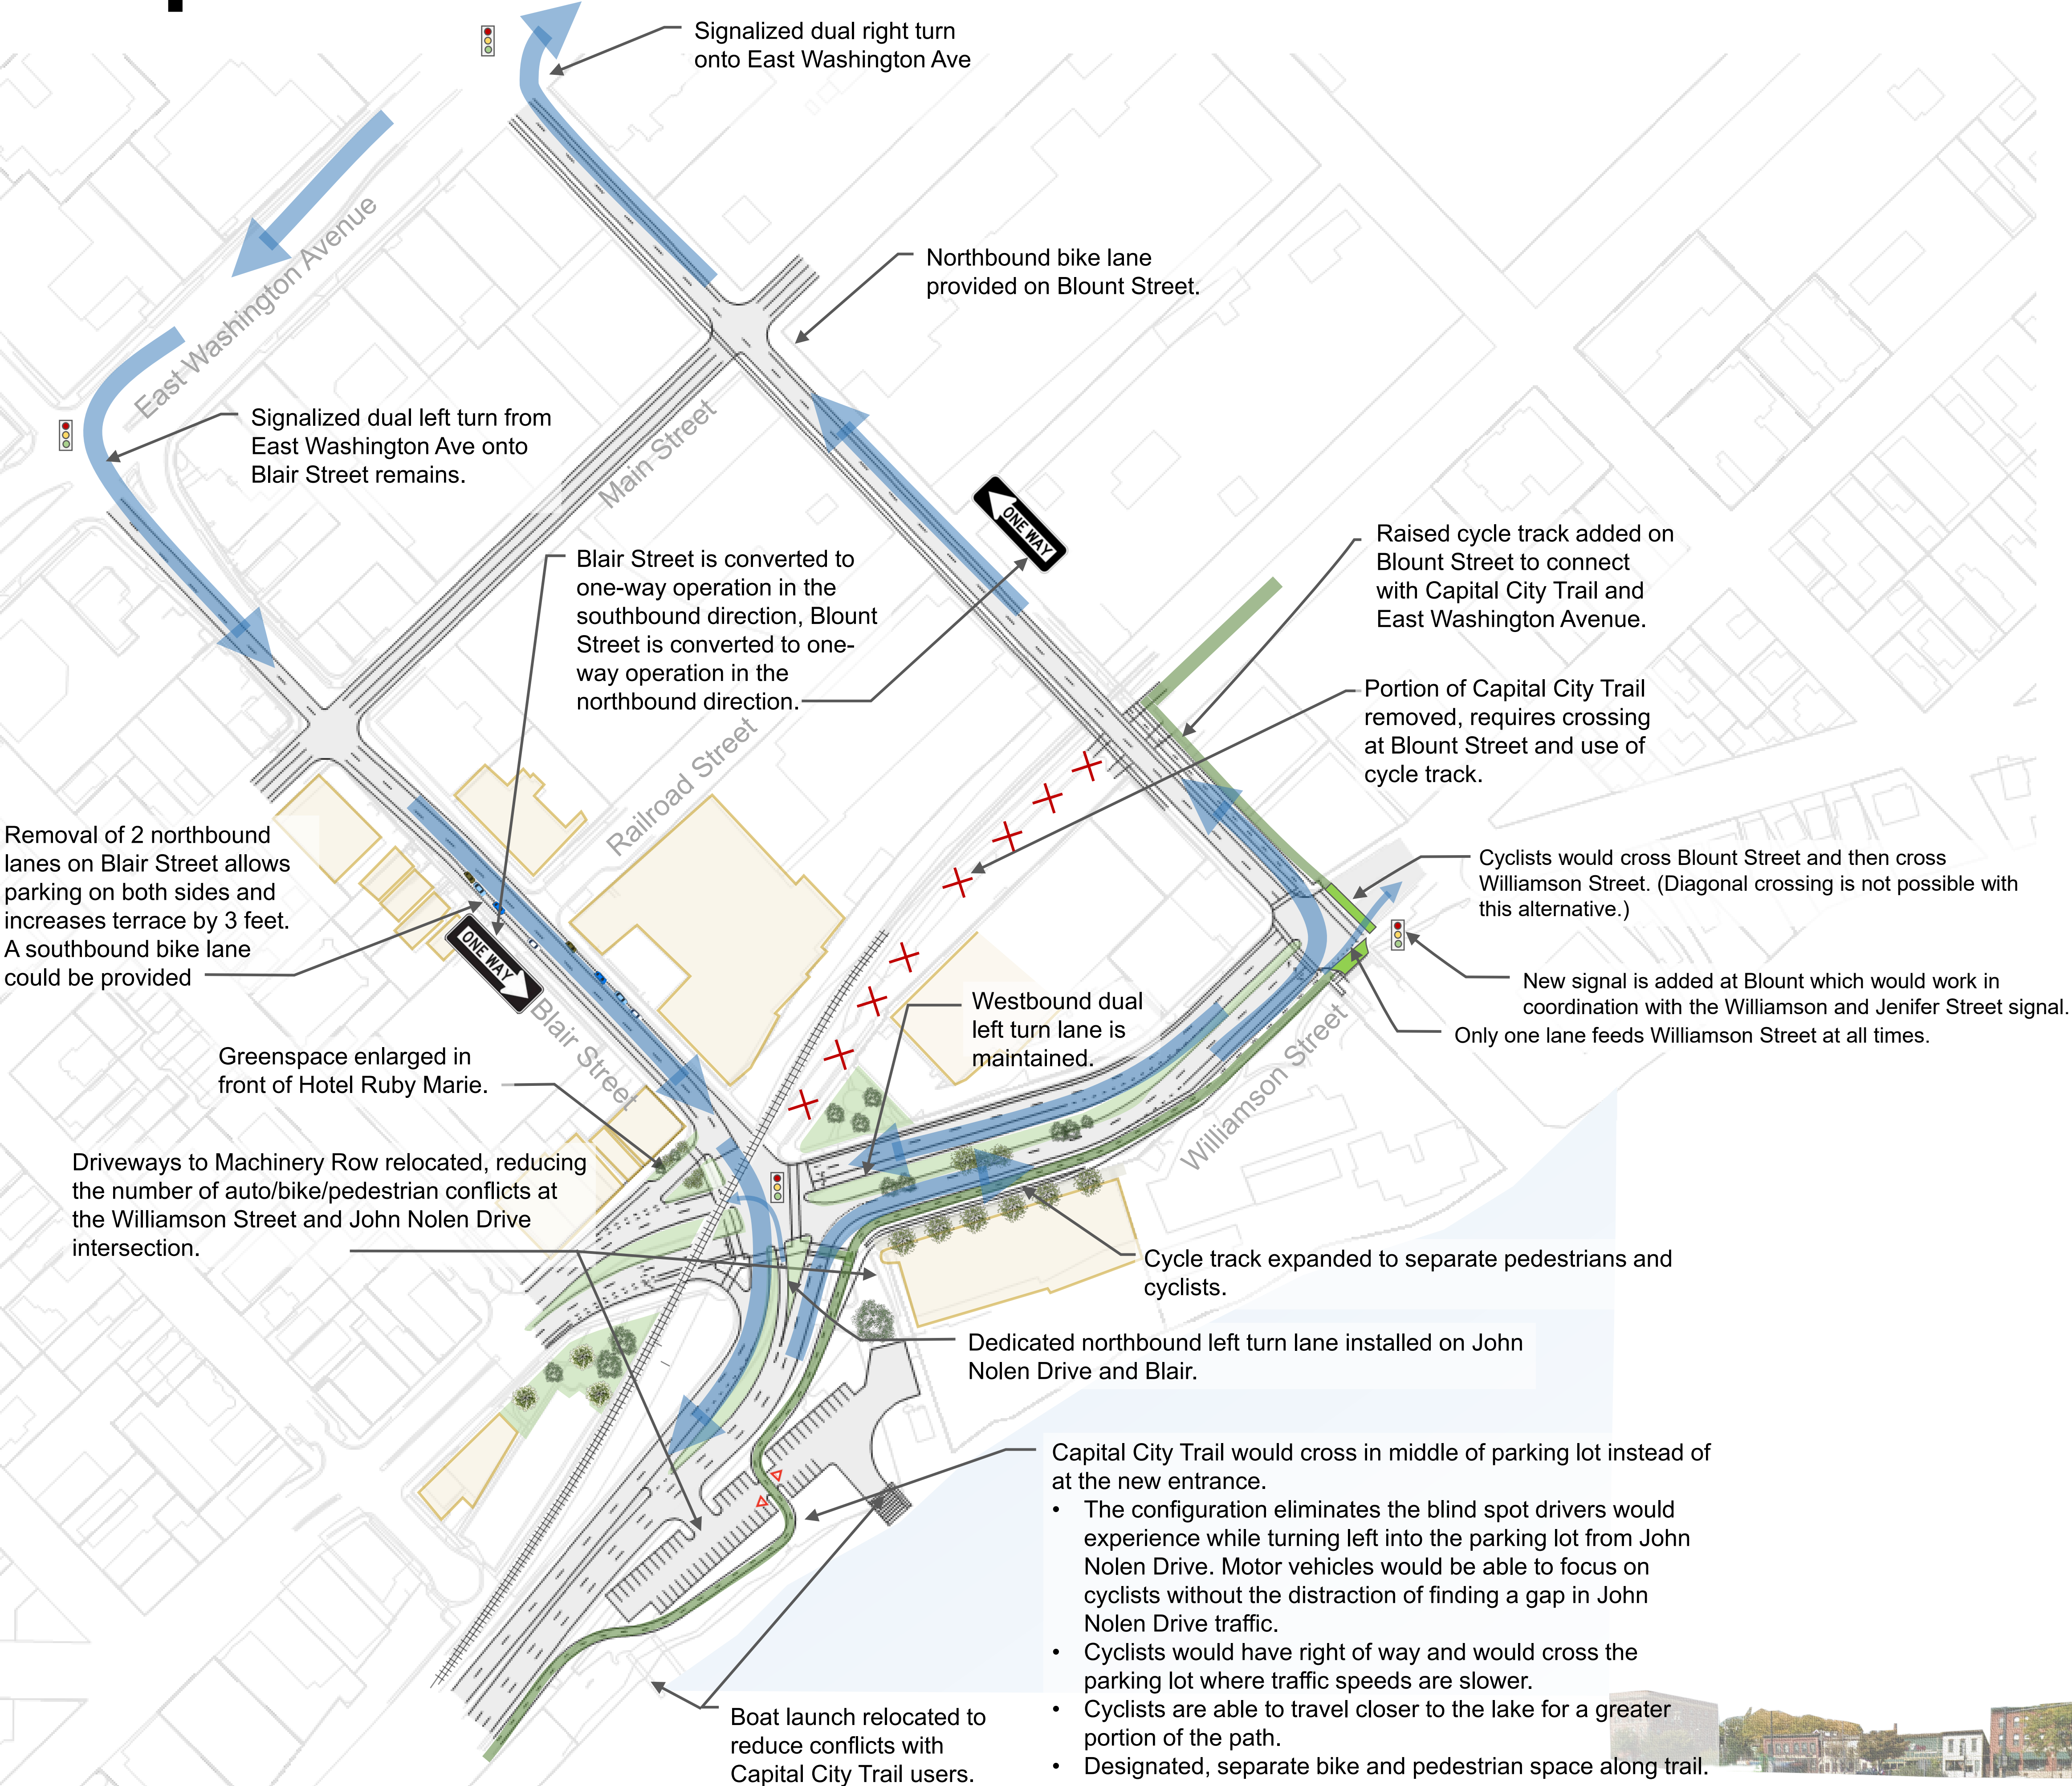 Signalized dual right turn
onto East Washington Ave
East Washington Avenue
Northbound bike lane
provided on Blount Street.
Signalized dual left turn from
East Washington Ave onto
Blair Street remains.
Main Street
ONE WAY
Blair Street is converted to
one-way operation in the
southbound direction, Blount
Street is converted to one-
way operation in the
northbound direction.
Raised cycle track added on
Blount Street to connect
with Capital City Trail and
East Washington Avenue.
Portion of Capital City Trail
removed, requires crossing
at Blount Street and use of
cycle track.
Railroad Street
Removal of 2 northbound
lanes on Blair Street allows
parking on both sides and
increases terrace by 3 feet.
A southbound bike lane
could be provided
ONE WAY
Cyclists would cross Blount Street and then cross
Williamson Street. (Diagonal crossing is not possible with
this alternative.)
New signal is added at Blount which would work in
coordination with the Williamson and Jenifer Street signal.
Only one lane feeds Williamson Street at all times.
Westbound dual
left turn lane is
maintained.
Blair Street
Williamson Street
Greenspace enlarged in
front of Hotel Ruby Marie.
Driveways to Machinery Row relocated, reducing
the number of auto/bike/pedestrian conflicts at
the Williamson Street and John Nolen Drive
intersection.
Cycle track expanded to separate pedestrians and
cyclists.
Dedicated northbound left turn lane installed on John
Nolen Drive and Blair.
Capital City Trail would cross in middle of parking lot instead of
at the new entrance.
• The configuration eliminates the blind spot drivers would
experience while turning left into the parking lot from John
Nolen Drive. Motor vehicles would be able to focus on
cyclists without the distraction of finding a gap in John
Nolen Drive traffic.
• Cyclists would have right of way and would cross the
parking lot where traffic speeds are slower.
• Cyclists are able to travel closer to the lake for a greater
portion of the path.
• Designated, separate bike and pedestrian space along trail.
Boat launch relocated to
reduce conflicts with
Capital City Trail users.